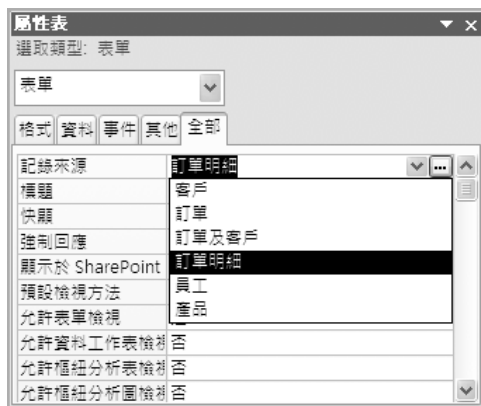 屬性表
選取類型: 表單
表單
格式 資料 事件 其他 全部
記錄來源 訂單明細
標題 客戶
快顯 訂單
強制回應 訂單及客戶
顯示於 SharePoint 訂單明細
預設檢視方法 員工
允許表單檢視 產品
允許資料工作表檢視 否
允許樞紐分析表檢視 否
允許樞紐分析圖檢視 否